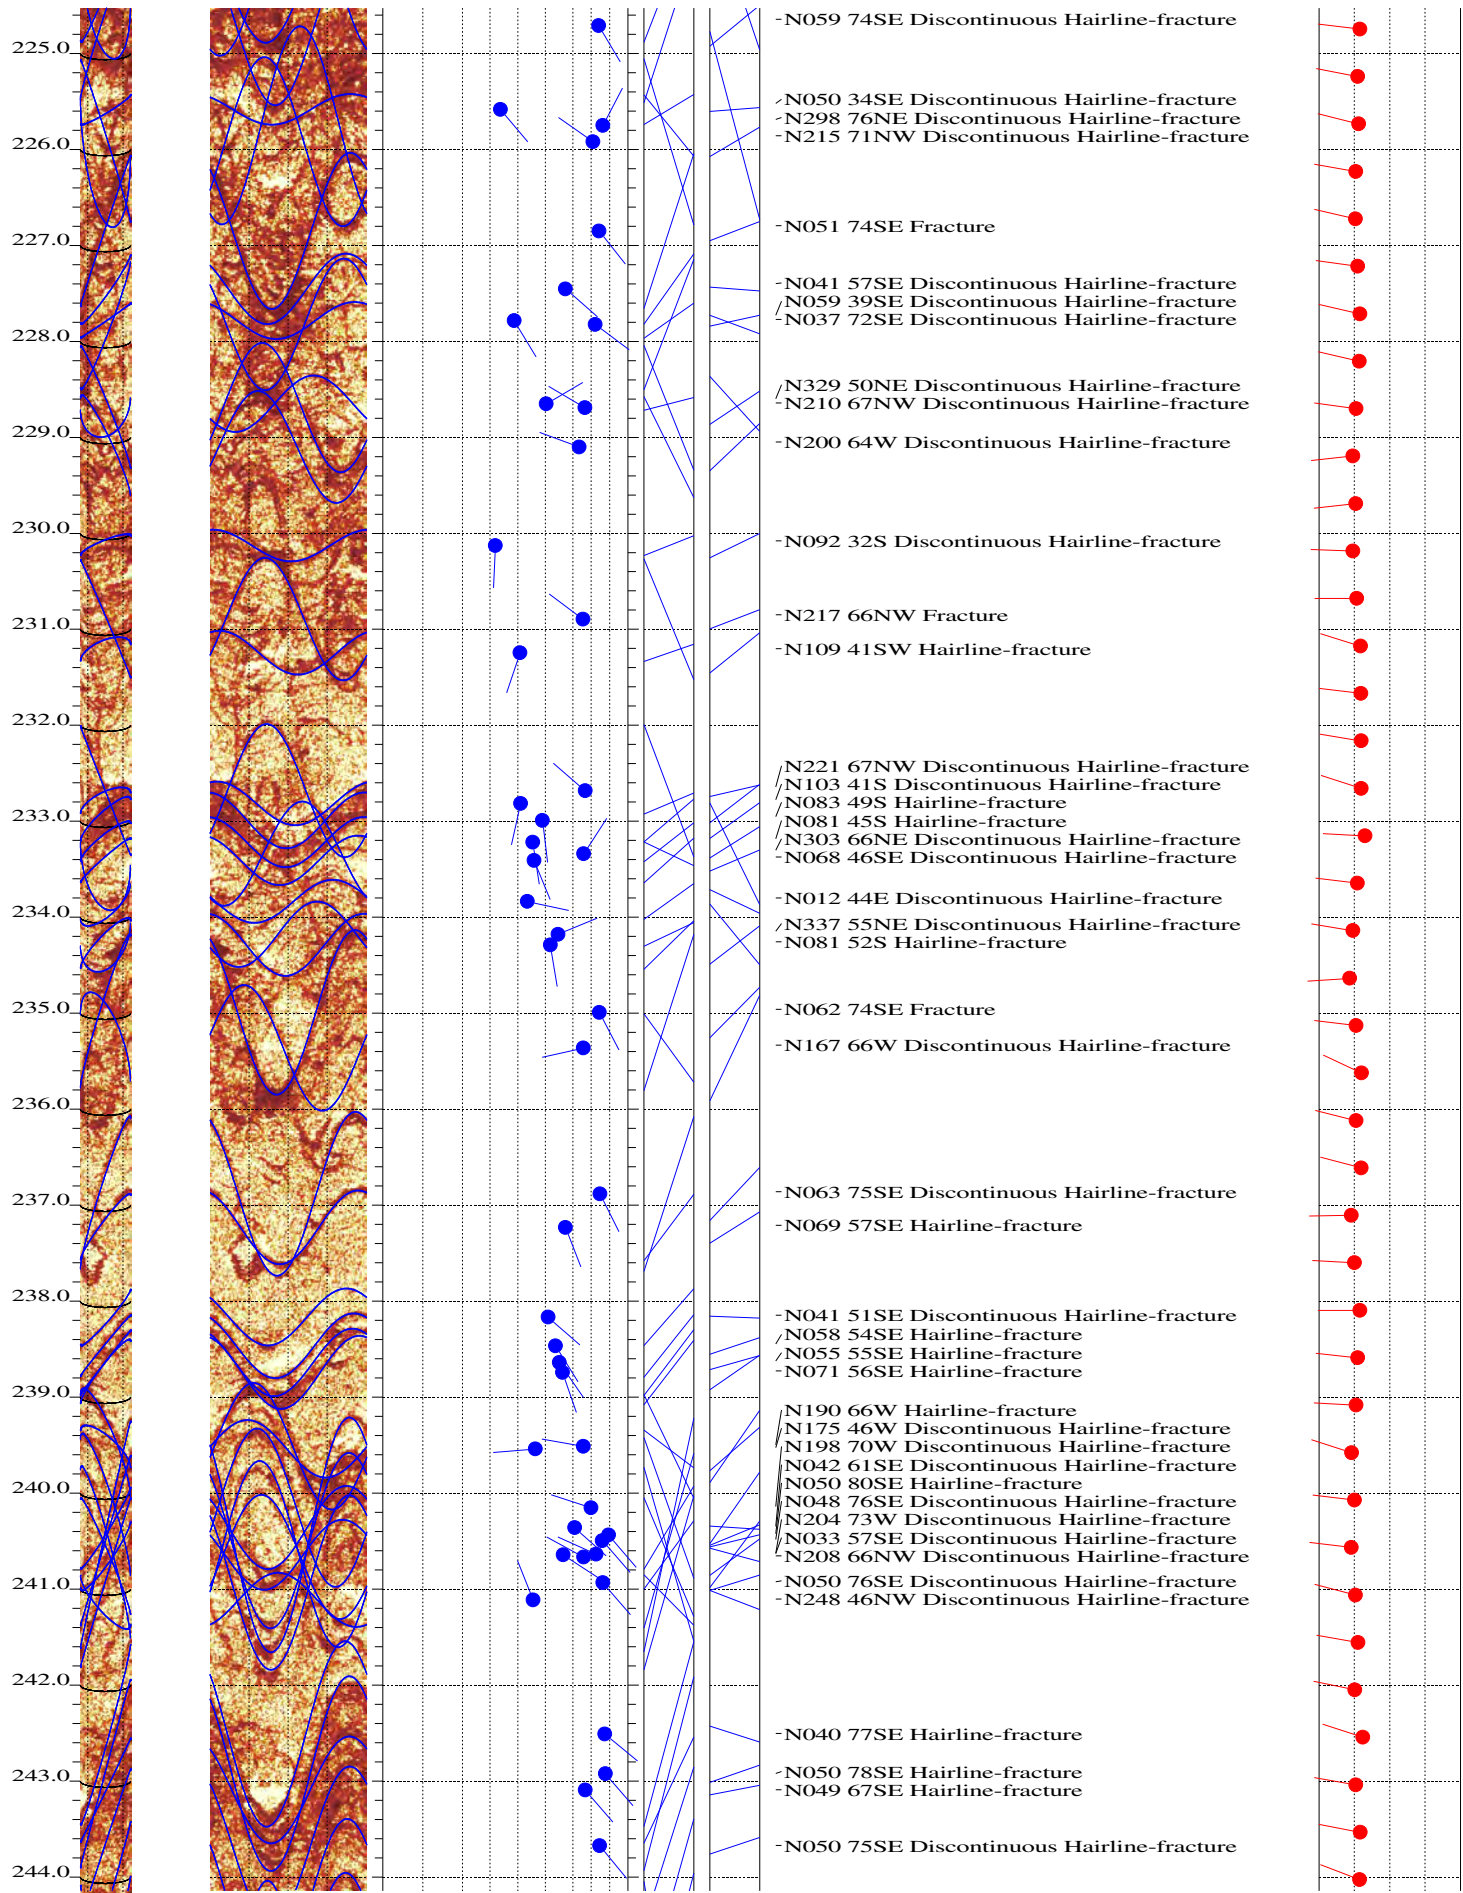 N059 74SE Discontinuous Hairline-fracture
225.0
N050 34SE Discontinuous Hairline-fracture
N298 76NE Discontinuous Hairline-fracture
N215 71NW Discontinuous Hairline-fracture
226.0
N051 74SE Fracture
227.0
N041 57SE Discontinuous Hairline-fracture
N059 39SE Discontinuous Hairline-fracture
N037 72SE Discontinuous Hairline-fracture
228.0
N329 50NE Discontinuous Hairline-fracture
N210 67NW Discontinuous Hairline-fracture
229.0
N200 64W Discontinuous Hairline-fracture
230.0
N092 32S Discontinuous Hairline-fracture
N217 66NW Fracture
231.0
N109 41SW Hairline-fracture
232.0
N221 67NW Discontinuous Hairline-fracture
N103 41S Discontinuous Hairline-fracture
N083 49S Hairline-fracture
233.0
N081 45S Hairline-fracture
N303 66NE Discontinuous Hairline-fracture
N068 46SE Discontinuous Hairline-fracture
N012 44E Discontinuous Hairline-fracture
234.0
N337 55NE Discontinuous Hairline-fracture
N081 52S Hairline-fracture
235.0
N062 74SE Fracture
N167 66W Discontinuous Hairline-fracture
236.0
N063 75SE Discontinuous Hairline-fracture
237.0
N069 57SE Hairline-fracture
238.0
N041 51SE Discontinuous Hairline-fracture
N058 54SE Hairline-fracture
N055 55SE Hairline-fracture
N071 56SE Hairline-fracture
239.0
N190 66W Hairline-fracture
N175 46W Discontinuous Hairline-fracture
N198 70W Discontinuous Hairline-fracture
N042 61SE Discontinuous Hairline-fracture
240.0
N050 80SE Hairline-fracture
N048 76SE Discontinuous Hairline-fracture
N204 73W Discontinuous Hairline-fracture
N033 57SE Discontinuous Hairline-fracture
N208 66NW Discontinuous Hairline-fracture
241.0
N050 76SE Discontinuous Hairline-fracture
N248 46NW Discontinuous Hairline-fracture
242.0
N040 77SE Hairline-fracture
243.0
N050 78SE Hairline-fracture
N049 67SE Hairline-fracture
N050 75SE Discontinuous Hairline-fracture
244.0